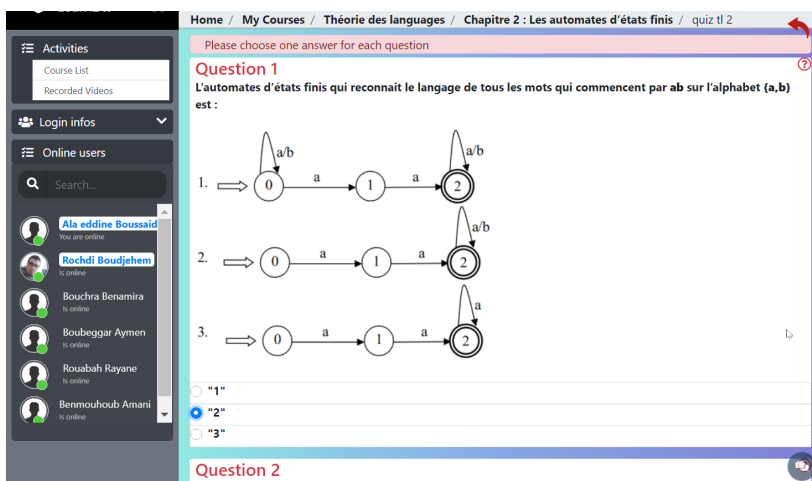 Home / My Courses / Théorie des languages / Chapitre 2 : Les automates d'états finis / quiz tl 2
Activities
Course List
Recorded Videos
Login infos
Online users
Search...
Ala eddine Boussaid
You are online
Rochdi Boudjehem
Is online
Bouchra Benamira
Is online
Boubeggar Aymen
Is online
Rouabah Rayane
Is online
Benmouhoub Amani
Is online
Please choose one answer for each question
Question 1
L'automates d'états finis qui reconnait le langage de tous les mots qui commencent par ab sur l'alphabet {a,b}
est :
a/b a/b
1. 0 a 1 a 2
a/b
2. 0 a 1 a 2
a
3. 0 a 1 a 2
"1"
"2"
"3"
Question 2